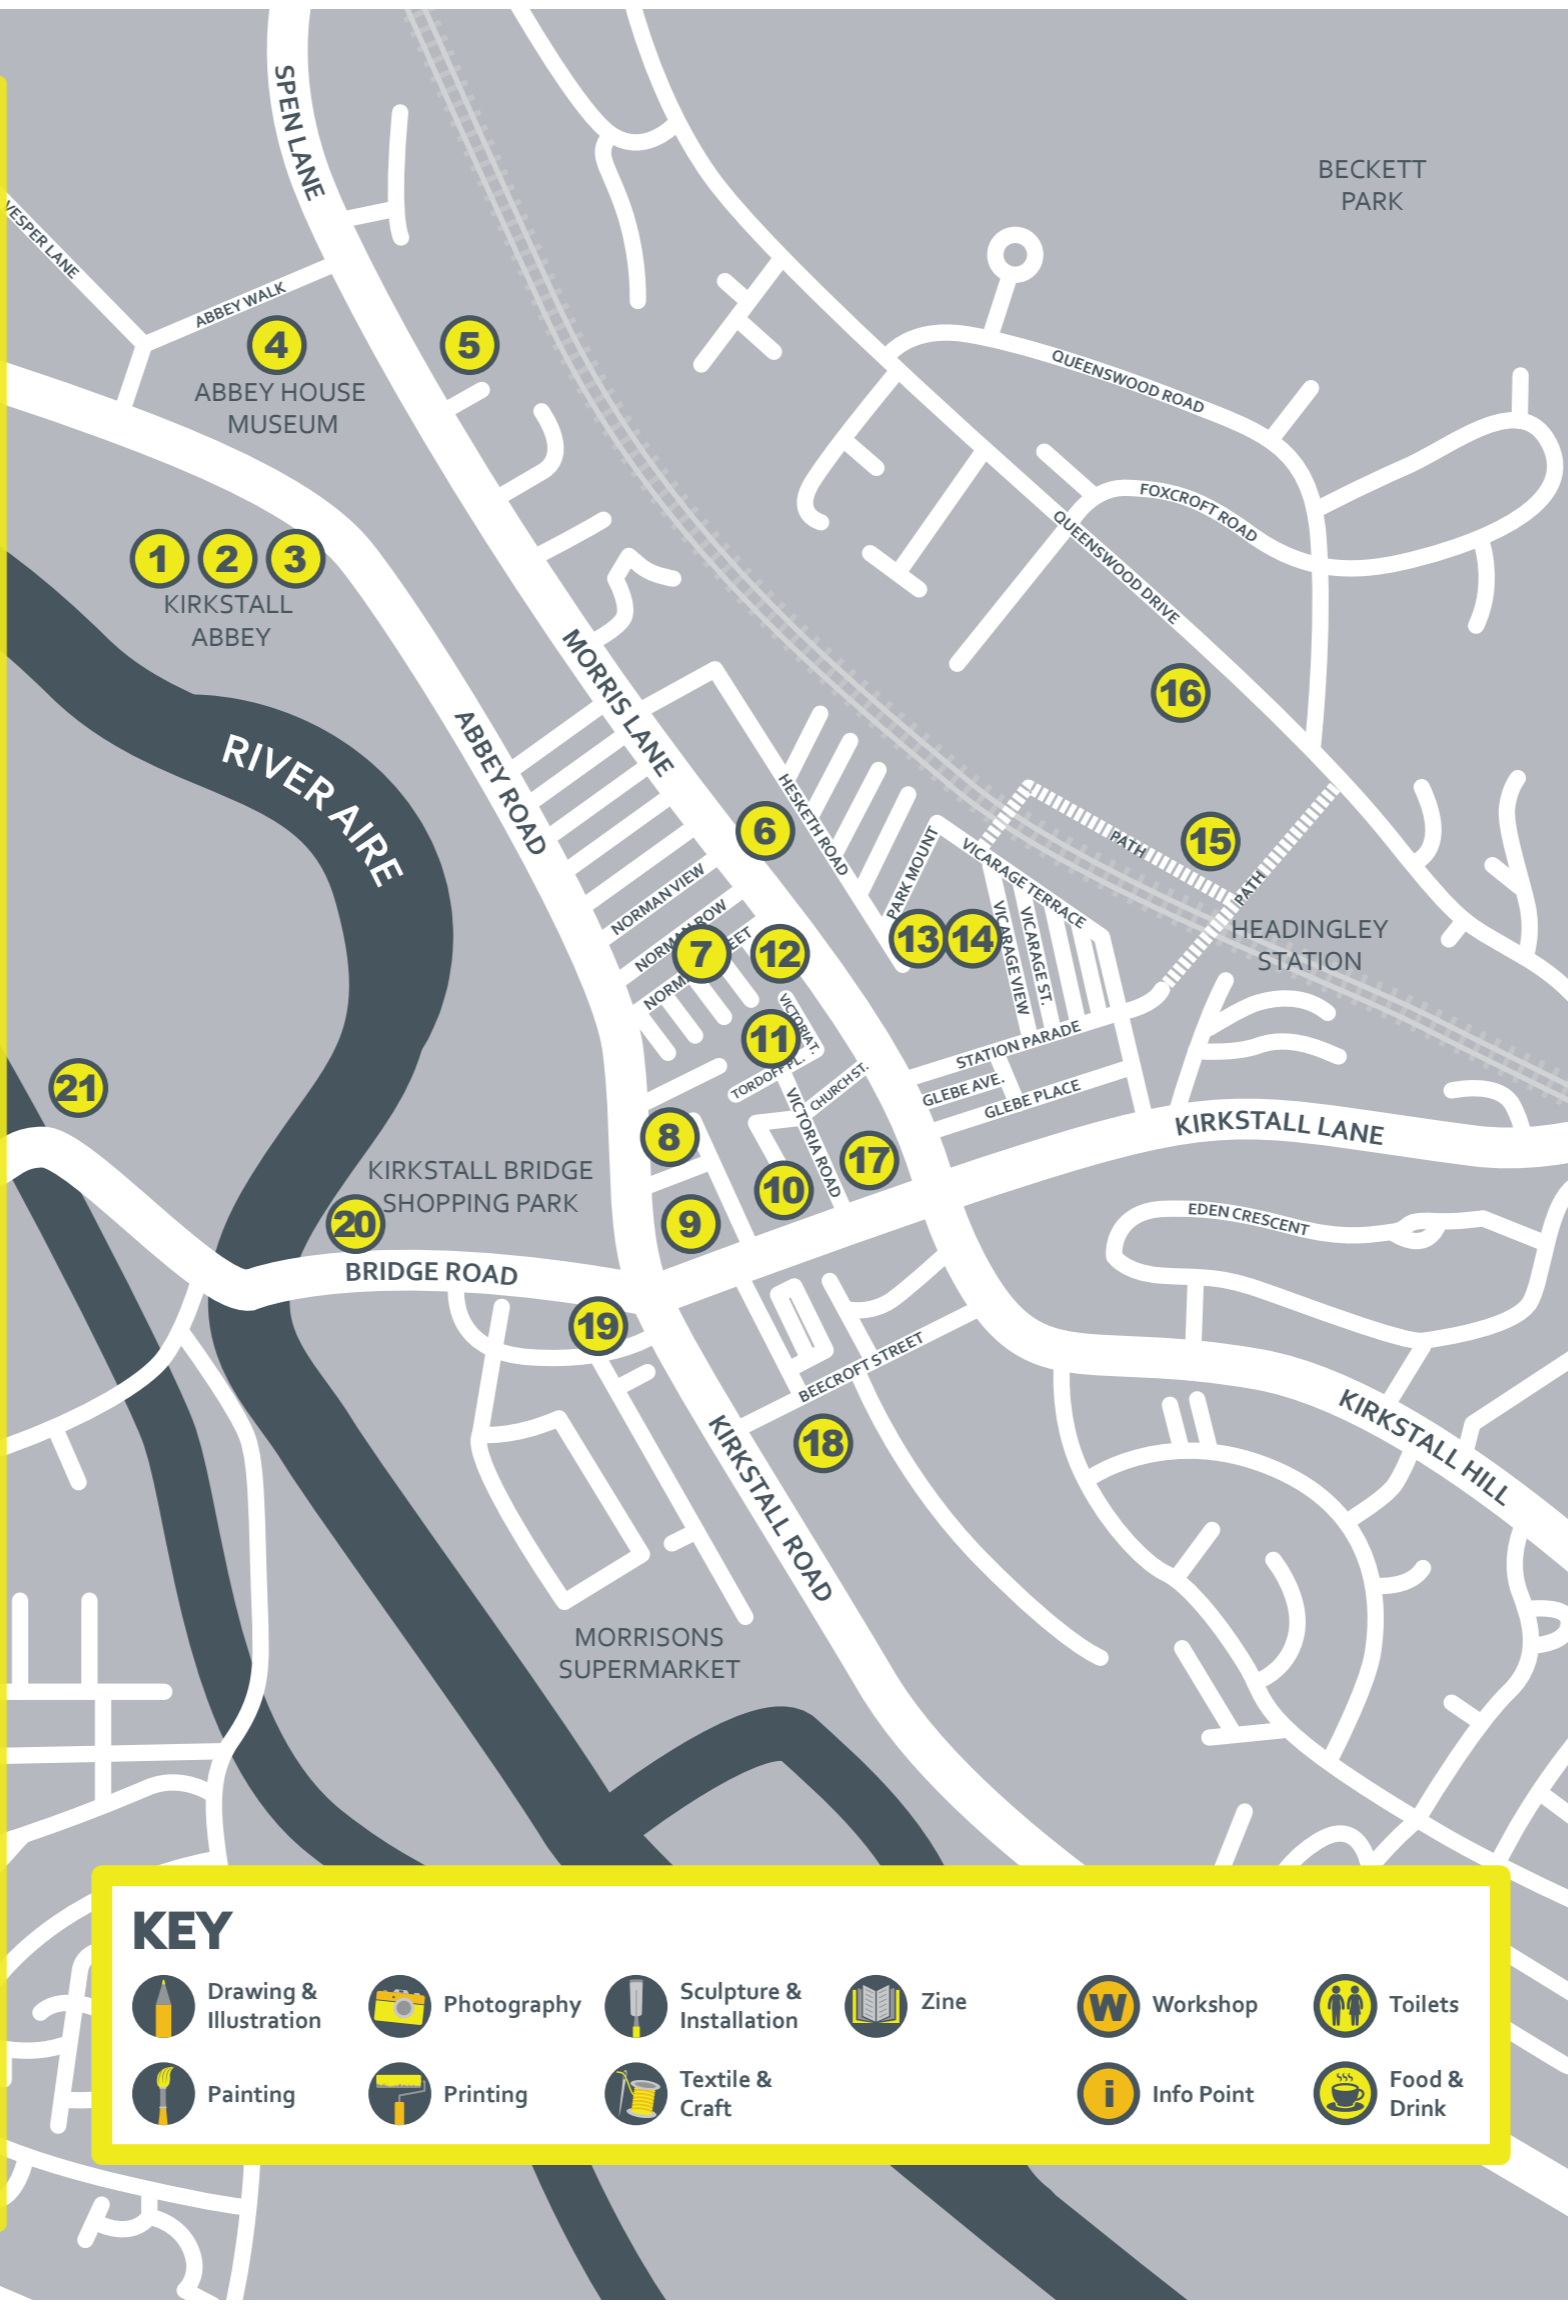 SPEN LANE
BECKETT
PARK
VESPER LANE
ABBEY WALK
4
5
ABBEY HOUSE
MUSEUM
QUEENSWOOD ROAD
FOXCROFT ROAD
QUEENSWOOD DRIVE
1
2
3
KIRKSTALL
ABBEY
MORRIS LANE
16
RIVER AIRE
ABBEY ROAD
HESKETH ROAD
6
PARK MOUNT
VICARAGE TERRACE
PATH
15
PATH
NORMAN VIEW
NORMAN ROW
7
12
13
14
VICARAGE VIEW
VICARAGE ST.
HEADINGLEY
STATION
11
VICTORIA T.
TORDOFF PL.
STATION PARADE
GLEBE AVE.
GLEBE PLACE
CHURCH ST.
VICTORIA ROAD
21
8
17
KIRKSTALL LANE
KIRKSTALL BRIDGE
SHOPPING PARK
10
20
9
EDEN CRESCENT
BRIDGE ROAD
19
BEECROFT STREET
18
KIRKSTALL ROAD
KIRKSTALL HILL
MORRISONS
SUPERMARKET
KEY
Drawing &
Illustration
Photography
Sculpture &
Installation
Zine
W
Workshop
Toilets
Painting
Printing
Textile &
Craft
i
Info Point
Food &
Drink